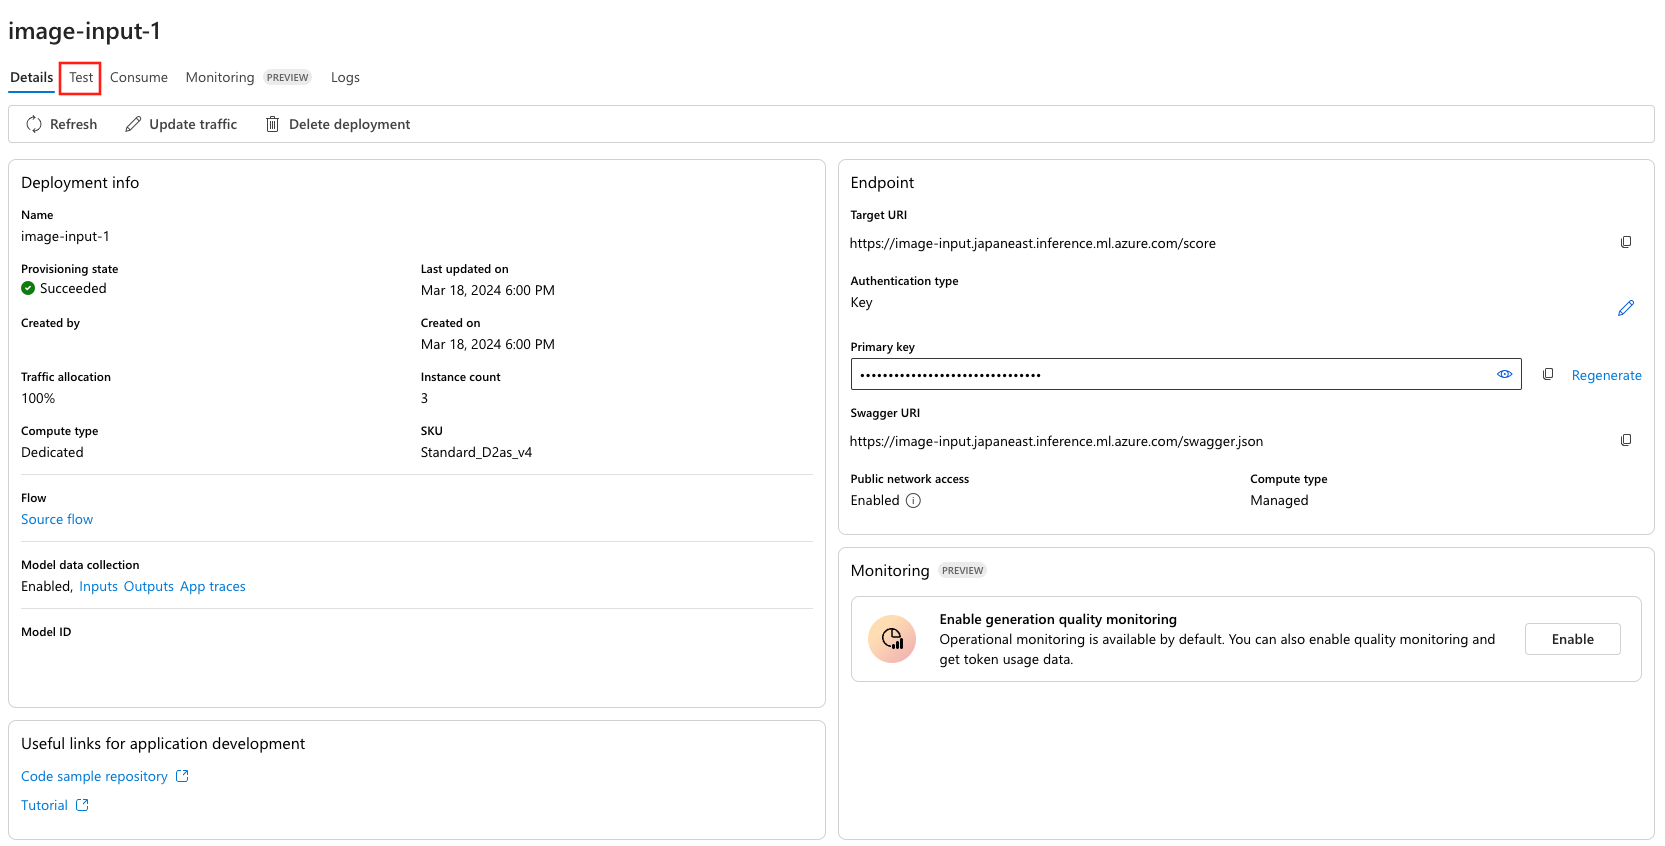 image-input-1
Details Test Consume Monitoring PREVIEW Logs
Refresh Update traffic Delete deployment
Deployment info
Name
image-input-1
Provisioning state Last updated on
Succeeded Mar 18, 2024 6:00 PM
Created by Created on
Mar 18, 2024 6:00 PM
Traffic allocation Instance count
100% 3
Compute type SKU
Dedicated Standard_D2as_v4
Flow
Source flow
Model data collection
Enabled, Inputs Outputs App traces
Model ID
Useful links for application development
Code sample repository
Tutorial
Endpoint
Target URI
https://image-input.japaneast.inference.ml.azure.com/score
Authentication type
Key
Primary key
••••••••••••••••••••••••••••••••
Regenerate
Swagger URI
https://image-input.japaneast.inference.ml.azure.com/swagger.json
Public network access Compute type
Enabled Managed
Monitoring PREVIEW
Enable generation quality monitoring
Operational monitoring is available by default. You can also enable quality monitoring and
get token usage data.
Enable